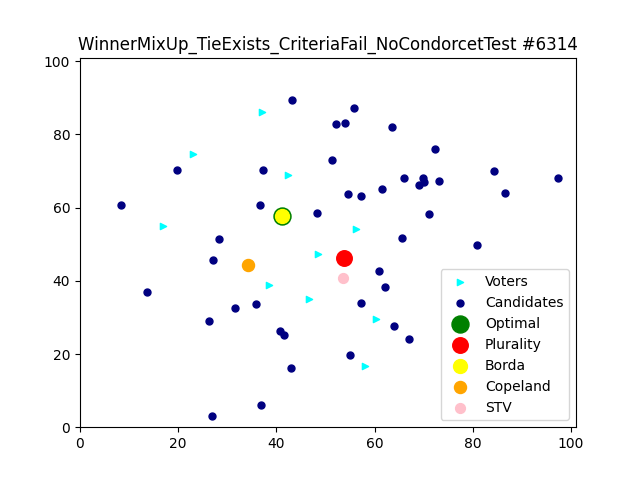 WinnerMixUp_TieExists_CriteriaFail_NoCondorcetTest #6314
100
80
60
40
20
0
0 20 40 60 80 100
Voters
Candidates
Optimal
Plurality
Borda
Copeland
STV